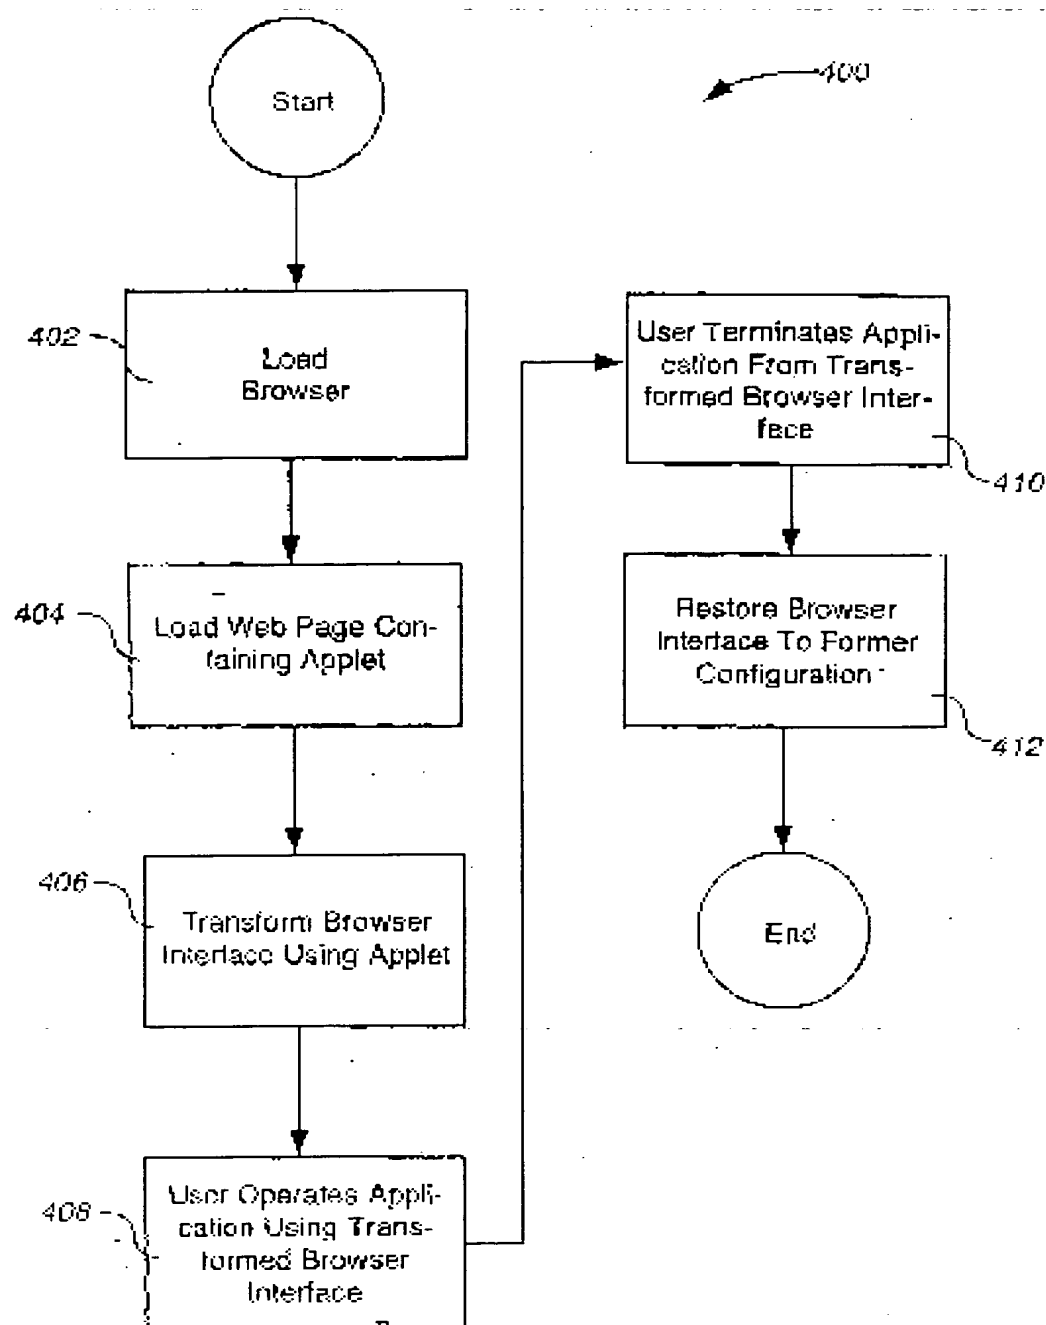 Start
400
402
Load
Browser
404
Load Web Page Con-
taining Applet
406
Transform Browser
Interface Using Applet
408
User Operates Appli-
cation Using Trans-
formed Browser
Interface
User Terminates Appli-
cation From Trans-
formed Browser Inter-
face
410
Restore Browser
Interface To Former
Configuration
412
End